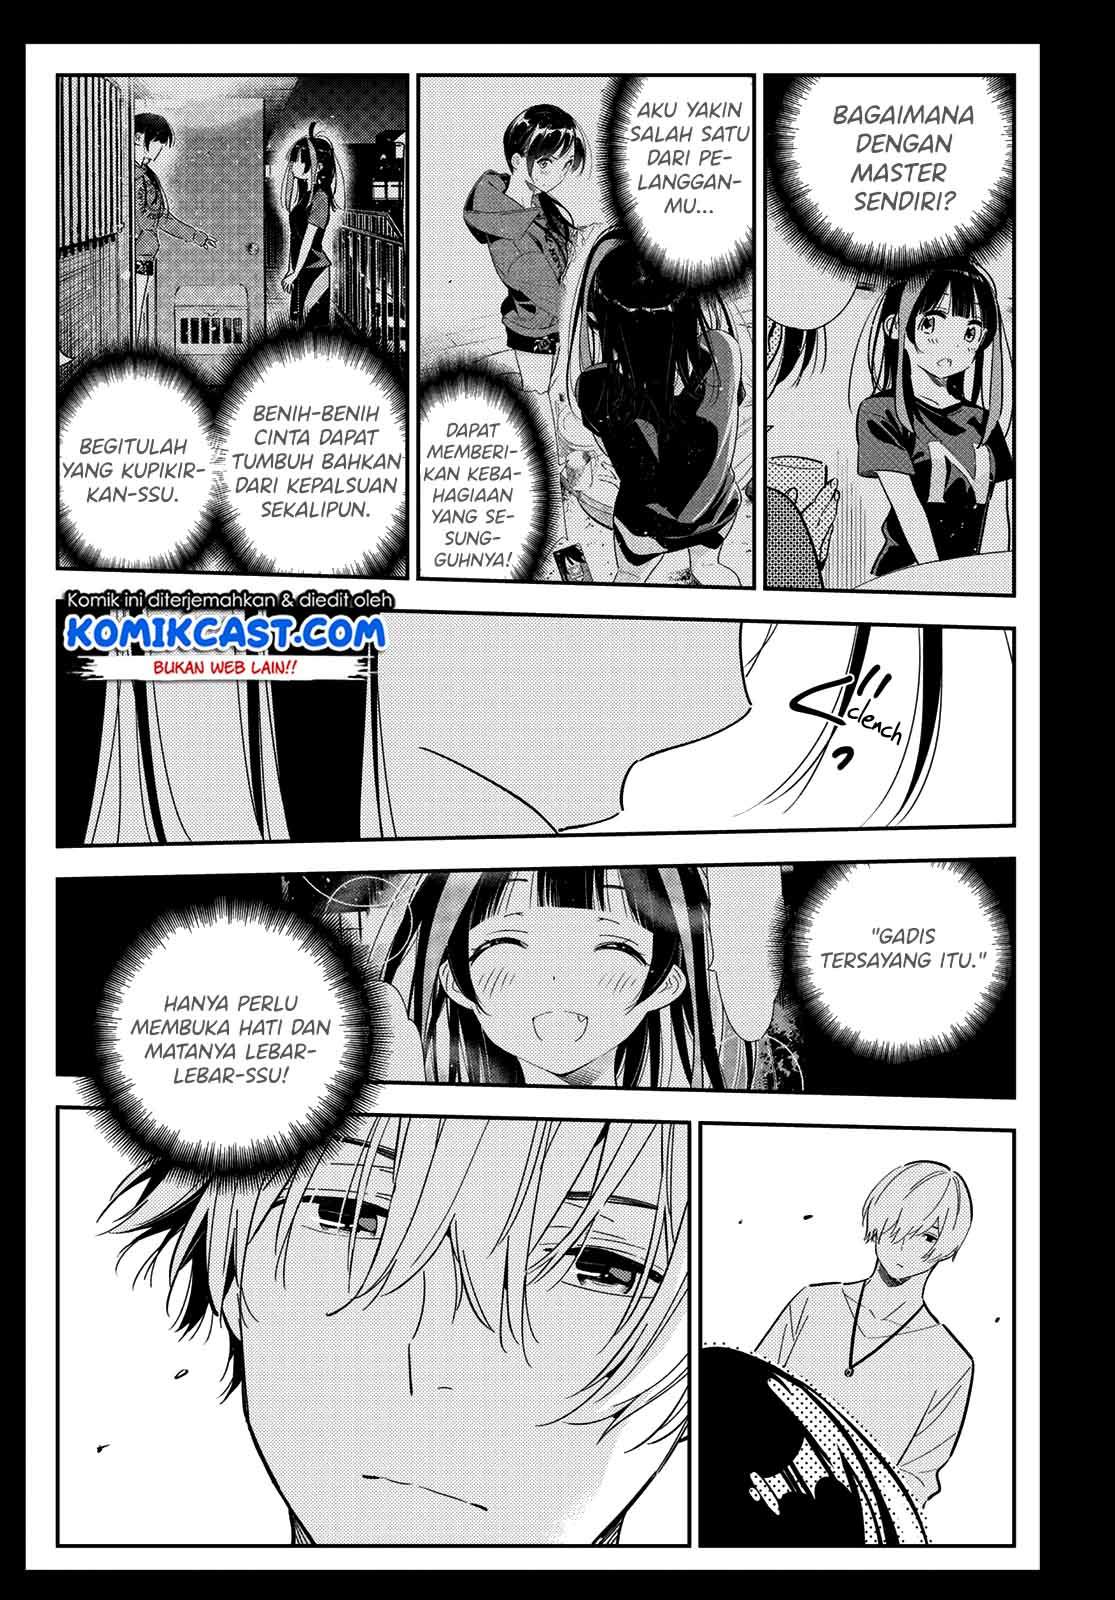 BAGAIMANA
DENGAN
MASTER
SENDIRI?
AKU YAKIN
SALAH SATU
DARI PE-
LANGGAN-
MU...
DAPAT
MEMBERI-
KAN KEBA-
HAGIAAN
YANG SE-
SUNG-
GUHNYA!
BENIH-BENIH
CINTA DAPAT
TUMBUH BAHKAN
DARI KEPALSUAN
SEKALIPUN.
BEGITULAH
YANG KUPIKIR-
KAN-SSU.
Komik ini diterjemahkan & diedit oleh
KOMIKCAST.COM
BUKAN WEB LAIN!!
clench
"GADIS
TERSAYANG ITU."
HANYA PERLU
MEMBUKA HATI DAN
MATANYA LEBAR-
LEBAR-SSU!